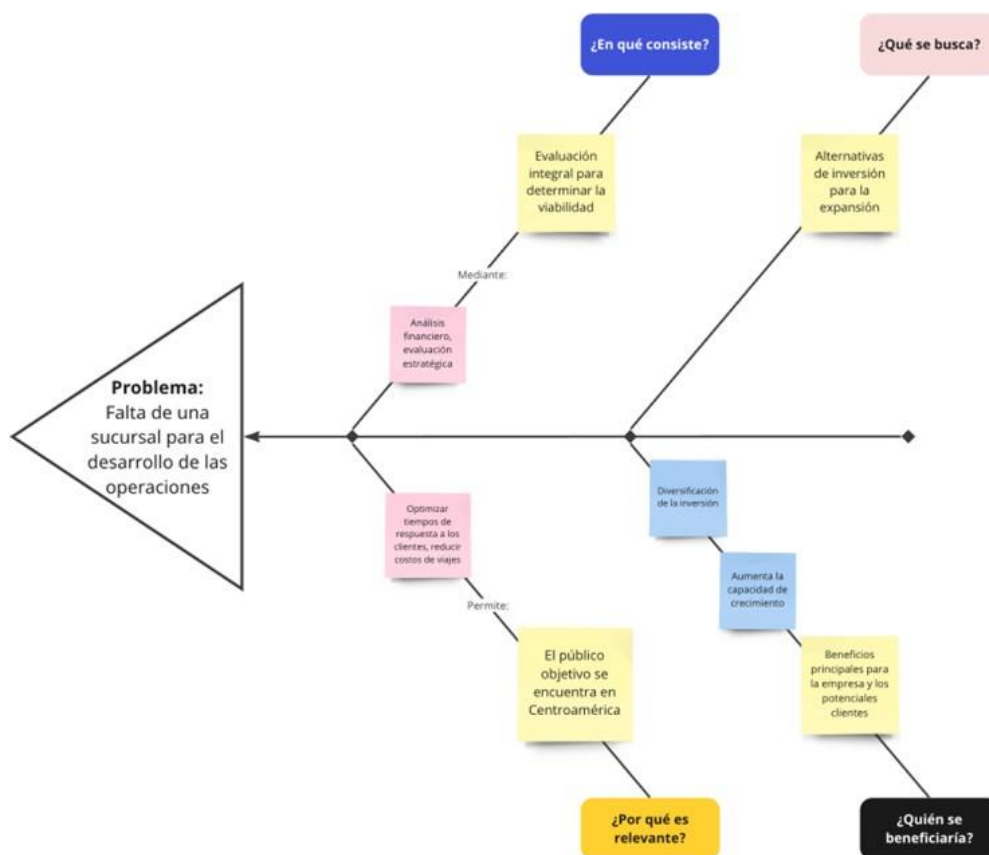 ¿En qué consiste?
¿Qué se busca?
Evaluación
integral para
determinar la
viabilidad
Alternativas
de inversión
para la
expansión
Mediante:
Análisis
financiero,
evaluación
estratégica
Problema:
Falta de una
sucursal para el
desarrollo de las
operaciones
Optimizar
tiempos de
respuesta a los
clientes, reducir
costos de viajes
Permite:
El público
objetivo se
encuentra en
Centroamérica
Diversificación
de la inversión
Aumenta la
capacidad de
crecimiento
Beneficios
principales para
la empresa y los
potenciales
clientes
¿Por qué es
relevante?
¿Quién se
beneficiaría?